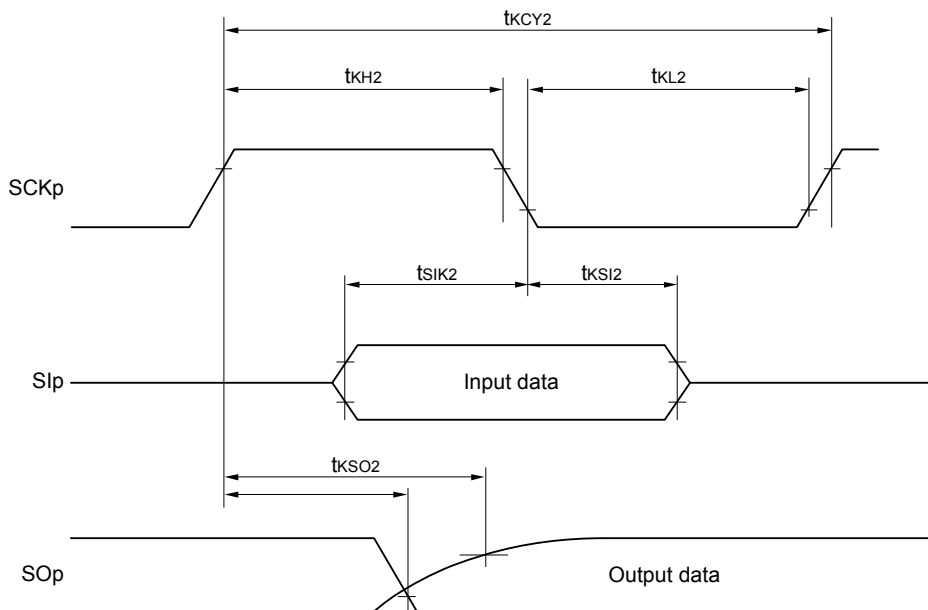 tKCY2
tKH2
tKL2
SCKp
tSIK2
tKSI2
SIp
Input data
tKSO2
SOp
Output data